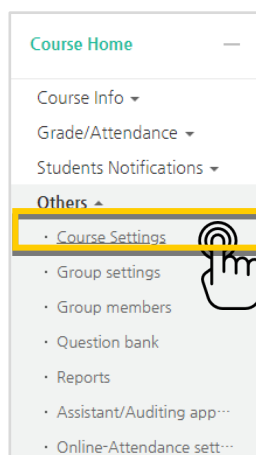 Course Home
Course Info
Grade/Attendance
Students Notifications
Others
· Course Settings
· Group settings
· Group members
· Question bank
· Reports
· Assistant/Auditing app…
· Online-Attendance sett…